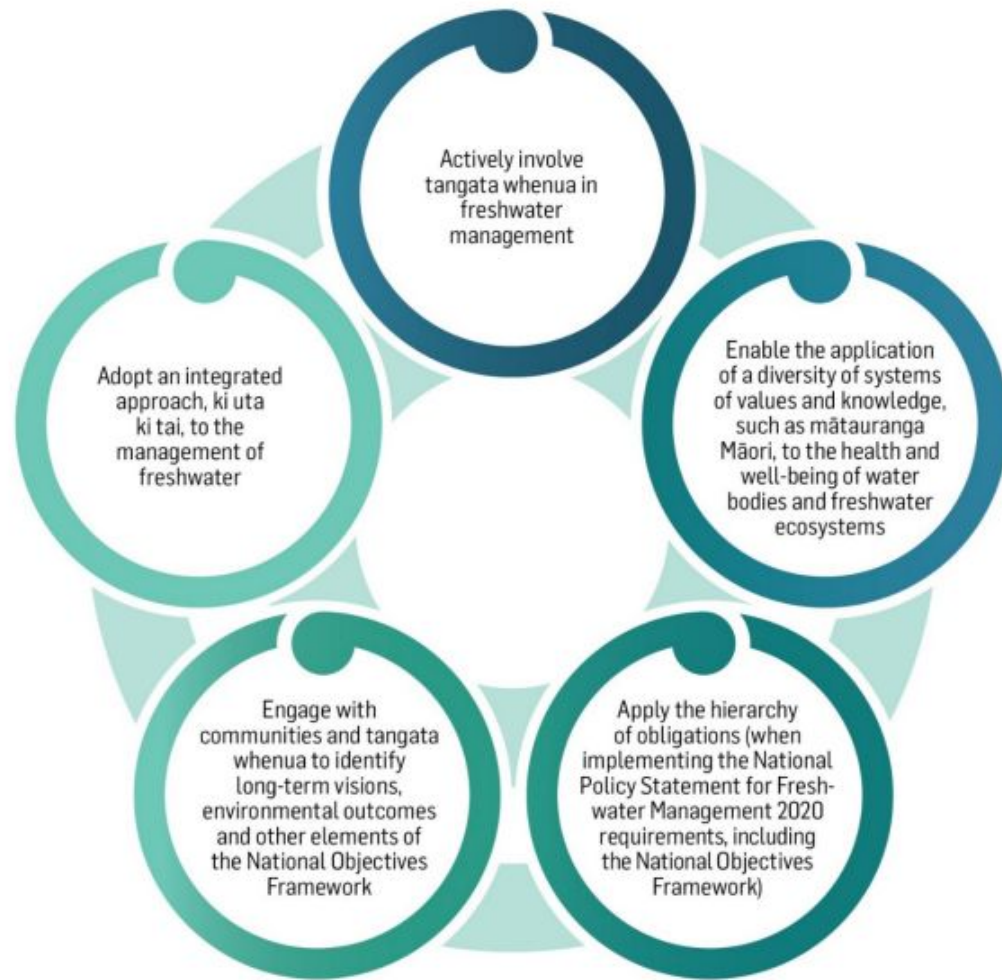 Actively involve
tangata whenua in
freshwater
management
Enable the application
of a diversity of systems
of values and knowledge,
such as mātauranga
Māori, to the health and
well-being of water
bodies and freshwater
ecosystems
Apply the hierarchy
of obligations (when
implementing the National
Policy Statement for Fresh-
water Management 2020
requirements, including
the National Objectives
Framework)
Engage with
communities and tangata
whenua to identify
long-term visions,
environmental outcomes
and other elements of
the National Objectives
Framework
Adopt an integrated
approach, ki uta
ki tai, to the
management of
freshwater